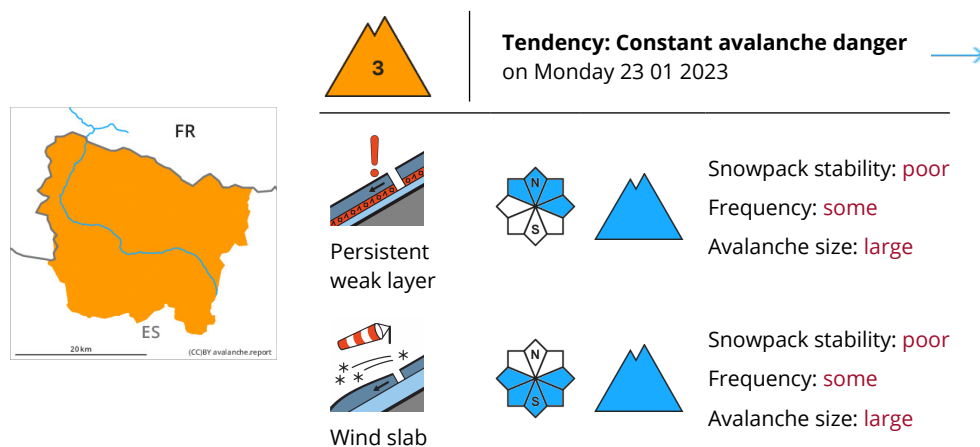 3
Tendency: Constant avalanche danger
on Monday 23 01 2023
FR
ES
20 km
(CC)BY avalanche.report
Persistent
weak layer
N
S
Snowpack stability: poor
Frequency: some
Avalanche size: large
Wind slab
N
S
Snowpack stability: poor
Frequency: some
Avalanche size: large